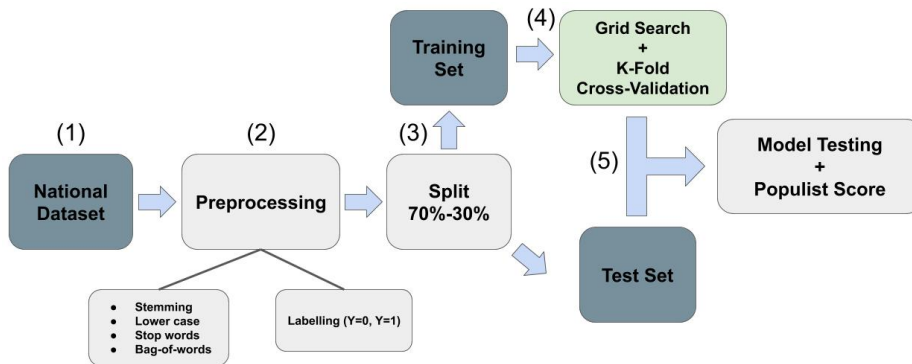 (1)
National
Dataset
(2)
Preprocessing
• Stemming
• Lower case
• Stop words
• Bag-of-words
Labelling (Y=0, Y=1)
(3)
Split
70%-30%
Training
Set
(4)
Grid Search
+
K-Fold
Cross-Validation
Test Set
(5)
Model Testing
+
Populist Score